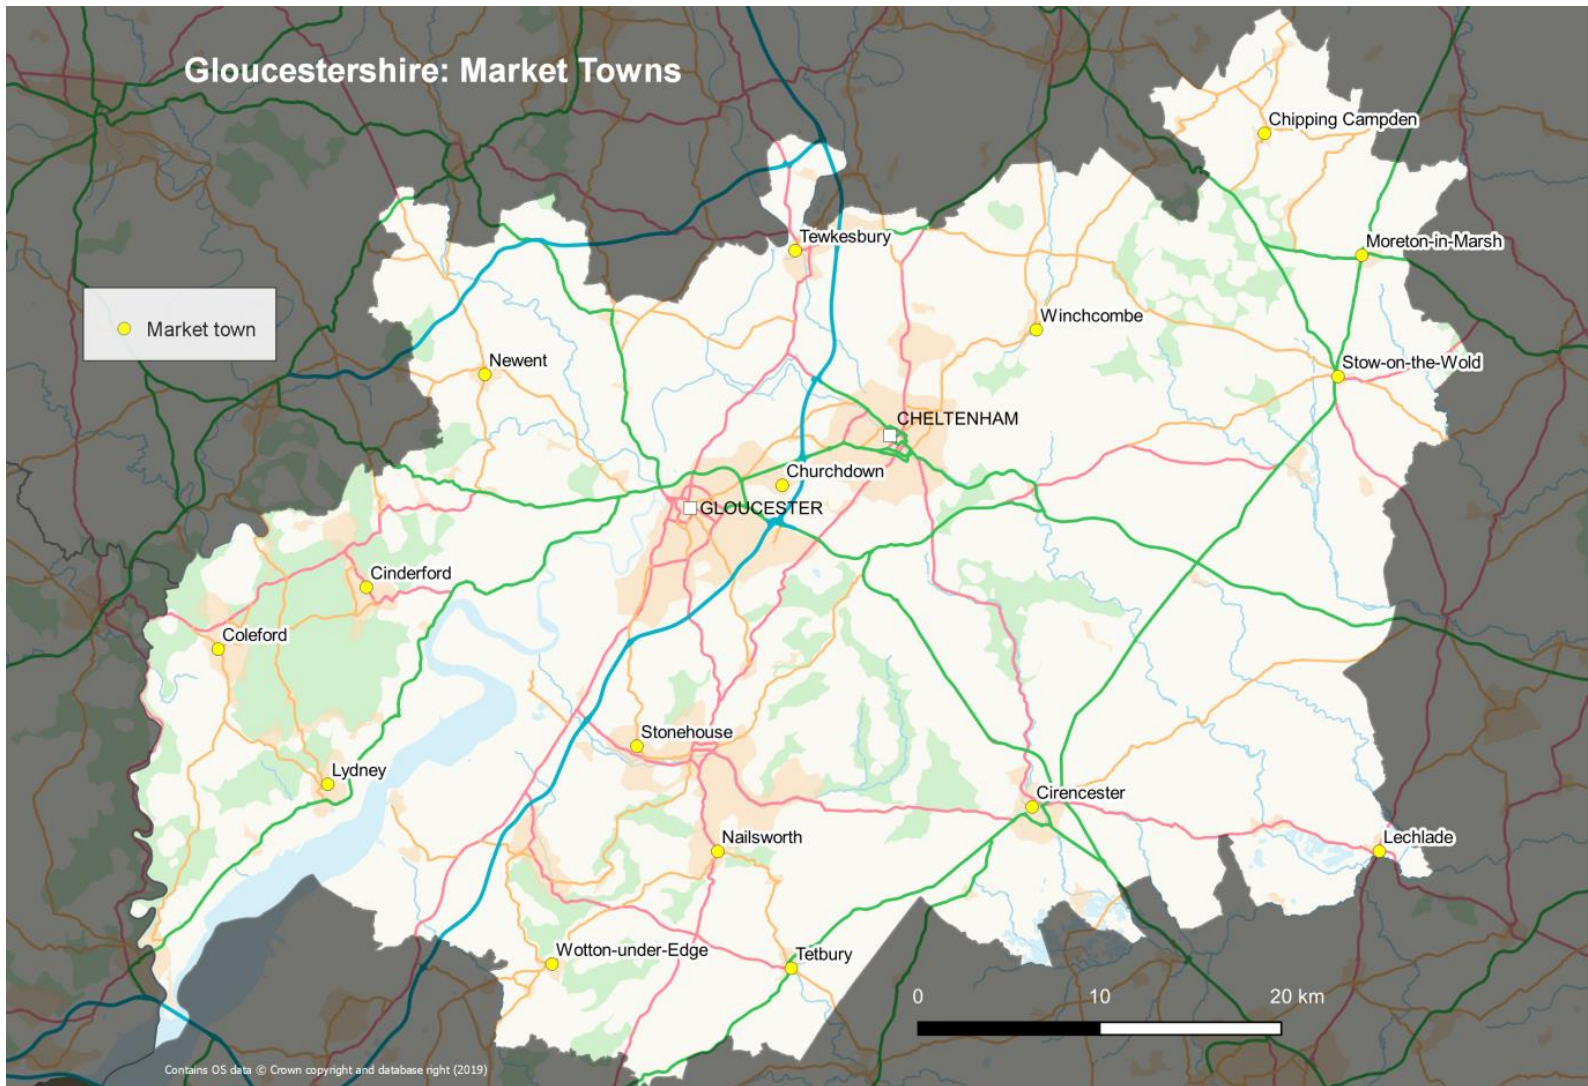 Gloucestershire: Market Towns
Chipping Campden
Tewkesbury
Moreton-in-Marsh
Winchcombe
Market town
Newent
Stow-on-the-Wold
CHELTENHAM
Churchdown
GLOUCESTER
Cinderford
Coleford
Stonehouse
Lydney
Cirencester
Nailsworth
Lechlade
Wotton-under-Edge
Tetbury
0 10 20 km
Contains OS data © Crown copyright and database right (2019)